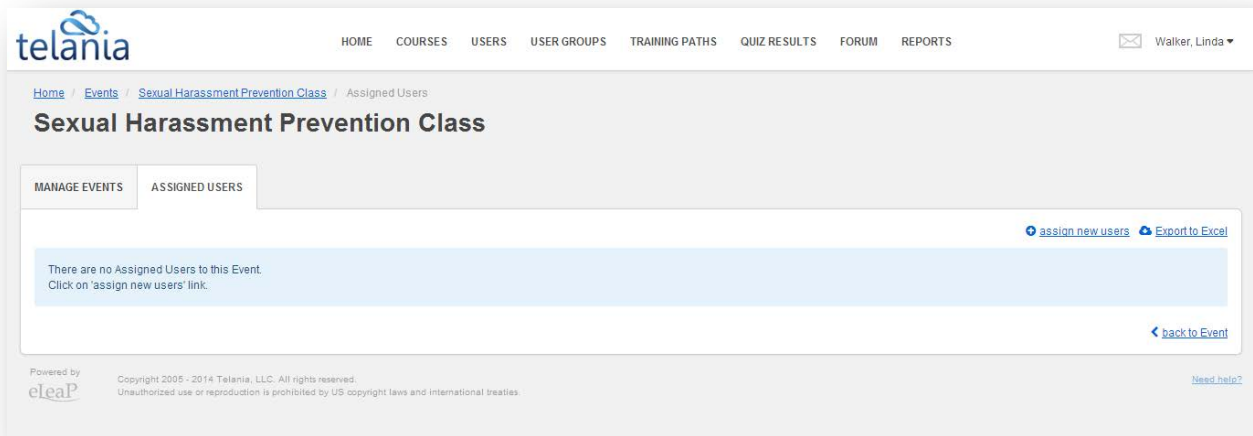 telania
HOME COURSES USERS USER GROUPS TRAINING PATHS QUIZ RESULTS FORUM REPORTS Walker, Linda
Home / Events / Sexual Harassment Prevention Class / Assigned Users
Sexual Harassment Prevention Class
MANAGE EVENTS ASSIGNED USERS
assign new users Export to Excel
There are no Assigned Users to this Event.
Click on 'assign new users' link.
back to Event
Powered by
eLeaP
Copyright 2005 - 2014 Telania, LLC. All rights reserved.
Unauthorized use or reproduction is prohibited by US copyright laws and international treaties.
Need help?